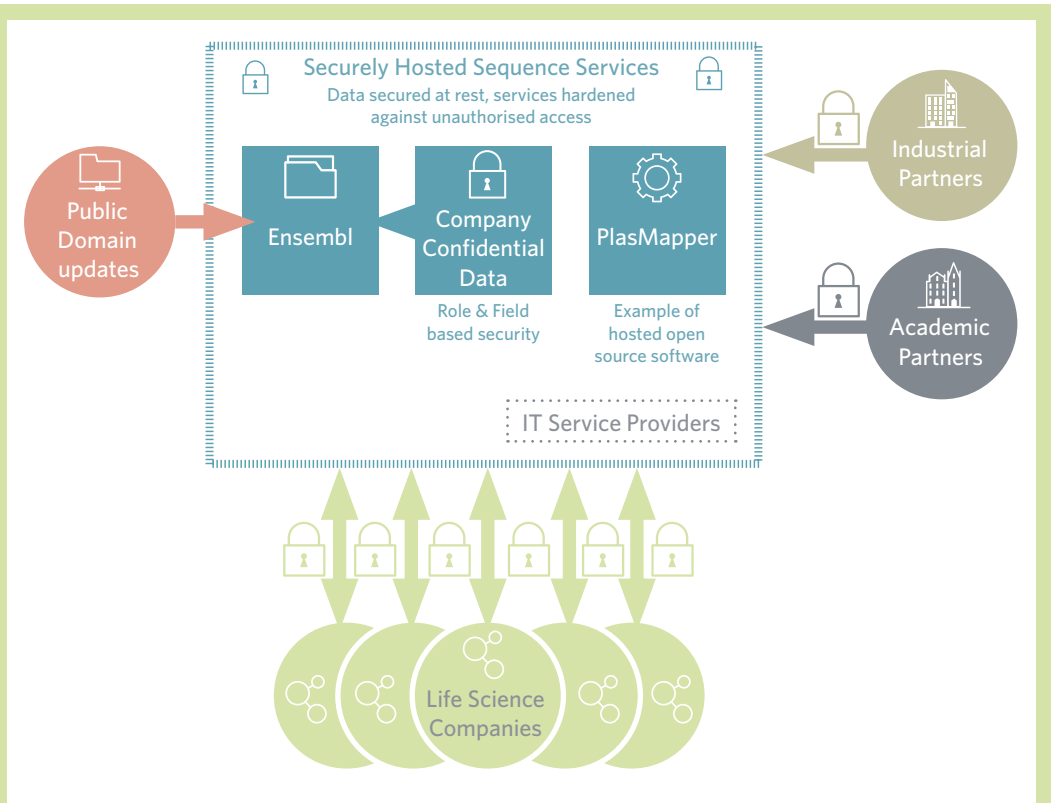 Securely Hosted Sequence Services
Data secured at rest, services hardened
against unauthorised access
Public
Domain
updates
Ensembl
Company
Confidential
Data
Role & Field
based security
PlasMapper
Example of
hosted open
source software
IT Service Providers
Industrial
Partners
Academic
Partners
Life Science
Companies